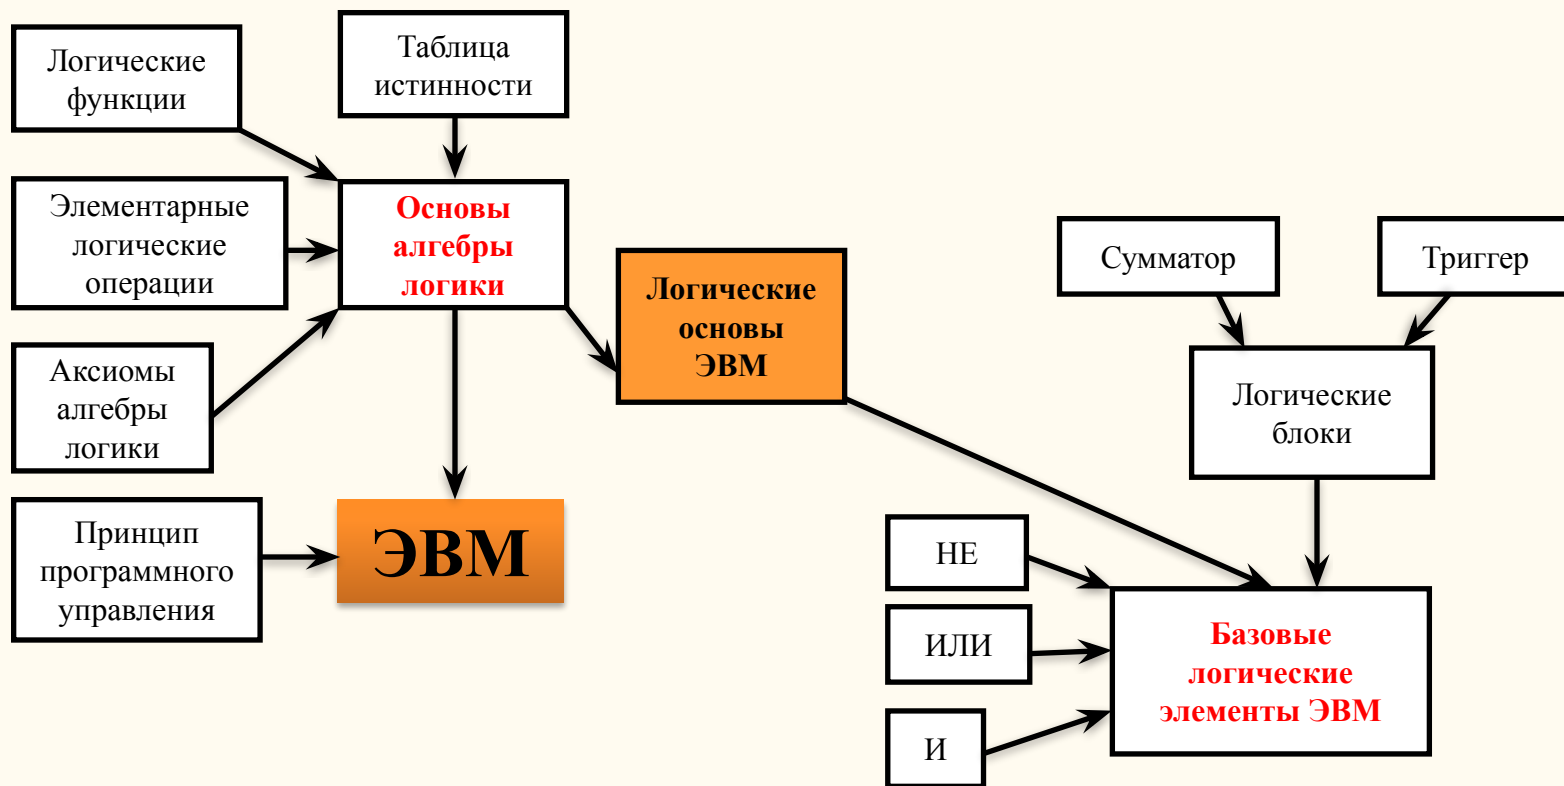 Логические
функции
Таблица
истинности
Элементарные
логические
операции
Основы
алгебры
логики
Аксиомы
алгебры
логики
Принцип
программного
управления
ЭВМ
Логические
основы
ЭВМ
Сумматор
Триггер
Логические
блоки
НЕ
ИЛИ
И
Базовые
логические
элементы ЭВМ